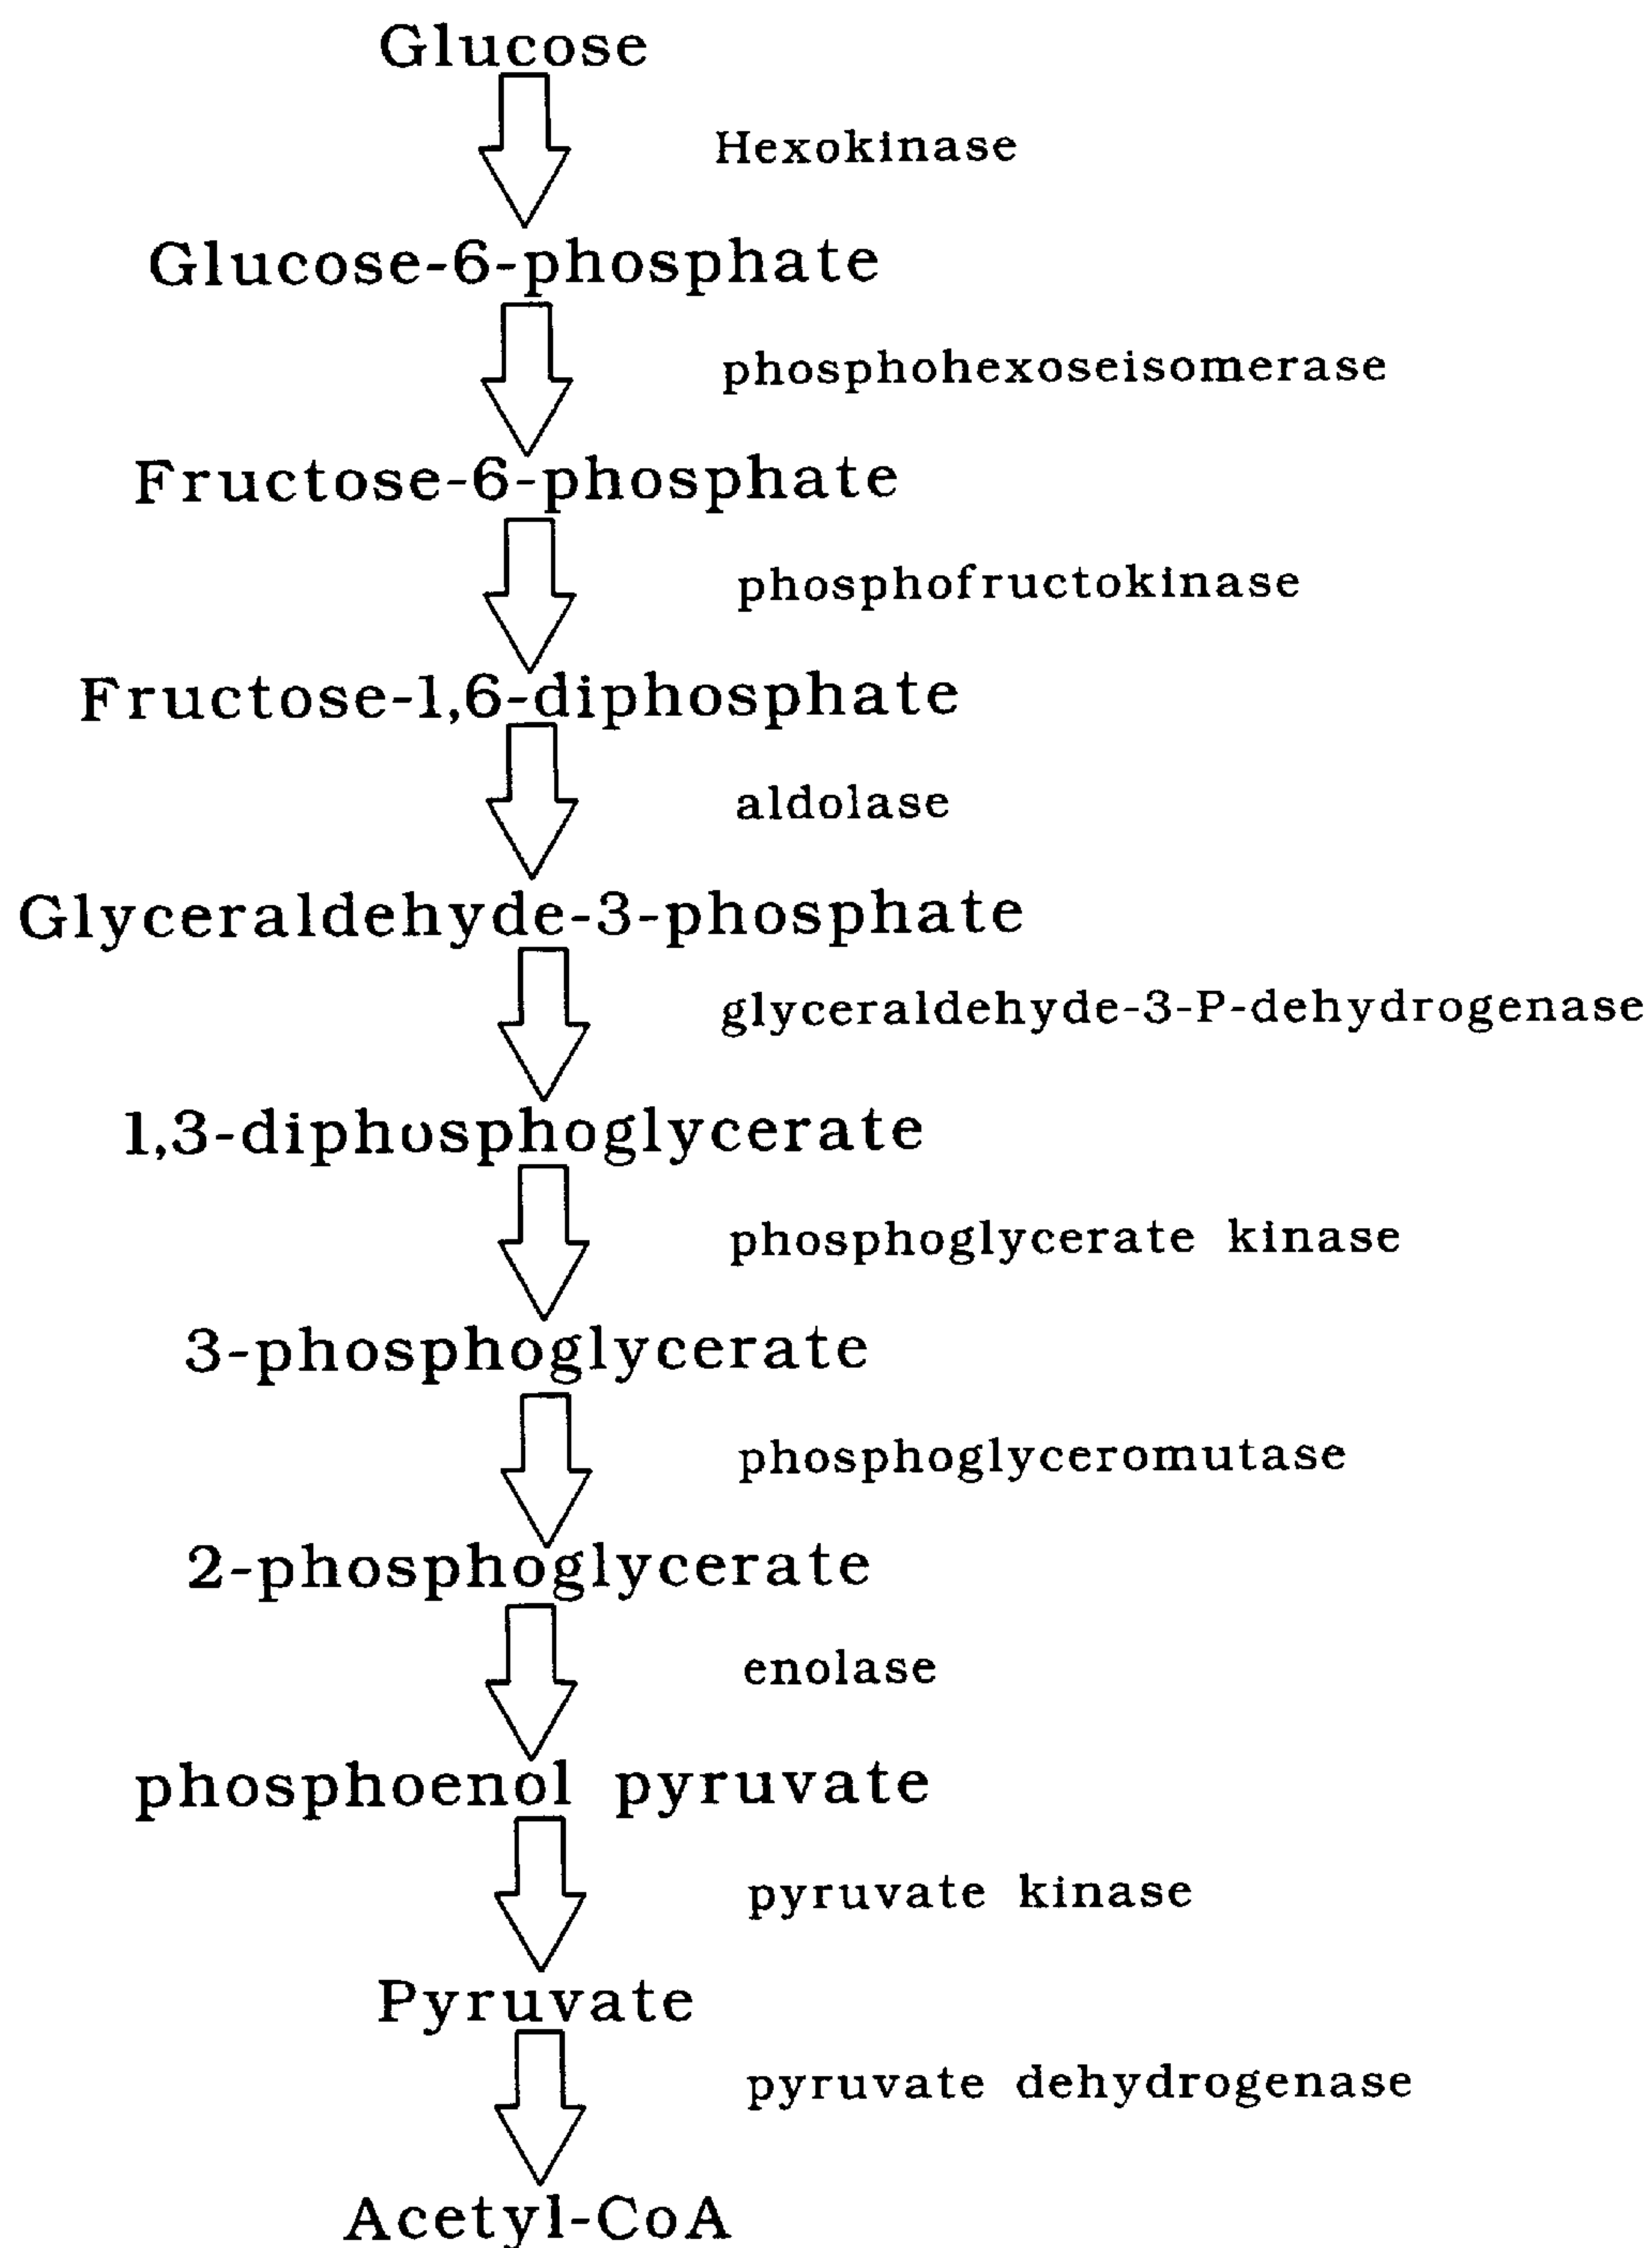 Glucose
Hexokinase
Glucose-6-phosphate
phosphohexoseisomerase
Fructose-6-phosphate
phosphofructokinase
Fructose-1,6-diphosphate
aldolase
Glyceraldehyde-3-phosphate
glyceraldehyde-3-P-dehydrogenase
1,3-diphosphoglycerate
phosphoglycerate kinase
3-phosphoglycerate
phosphoglyceromutase
2-phosphoglycerate
enolase
phosphoenol pyruvate
pyruvate kinase
Pyruvate
pyruvate dehydrogenase
Acetyl-CoA